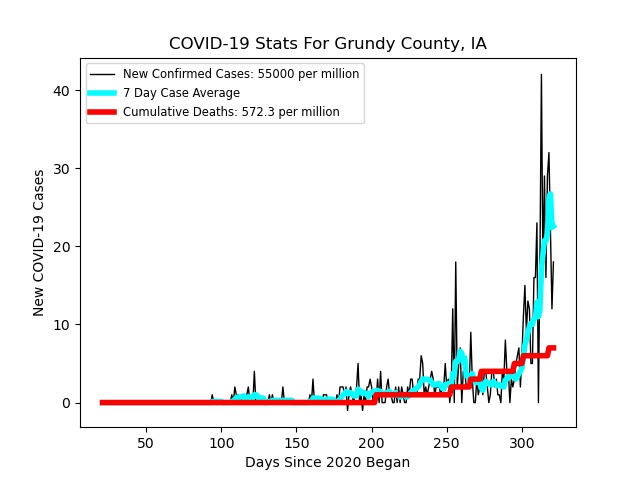 COVID-19 Stats For Grundy County, IA
New Confirmed Cases: 55000 per million
7 Day Case Average
Cumulative Deaths: 572.3 per million
New COVID-19 Cases
40
30
20
10
0
50
100
150
200
250
300
Days Since 2020 Began